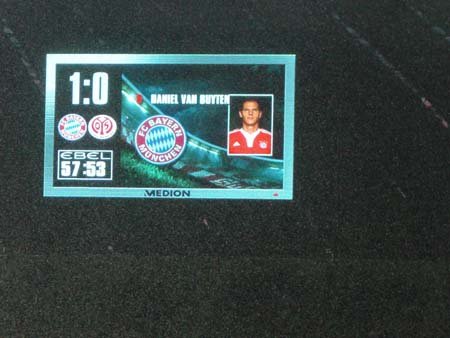 1:0
DANIEL VAN BUYTEN
FC BAYERN
MÜNCHEN
EBEL
57:53
MEDION